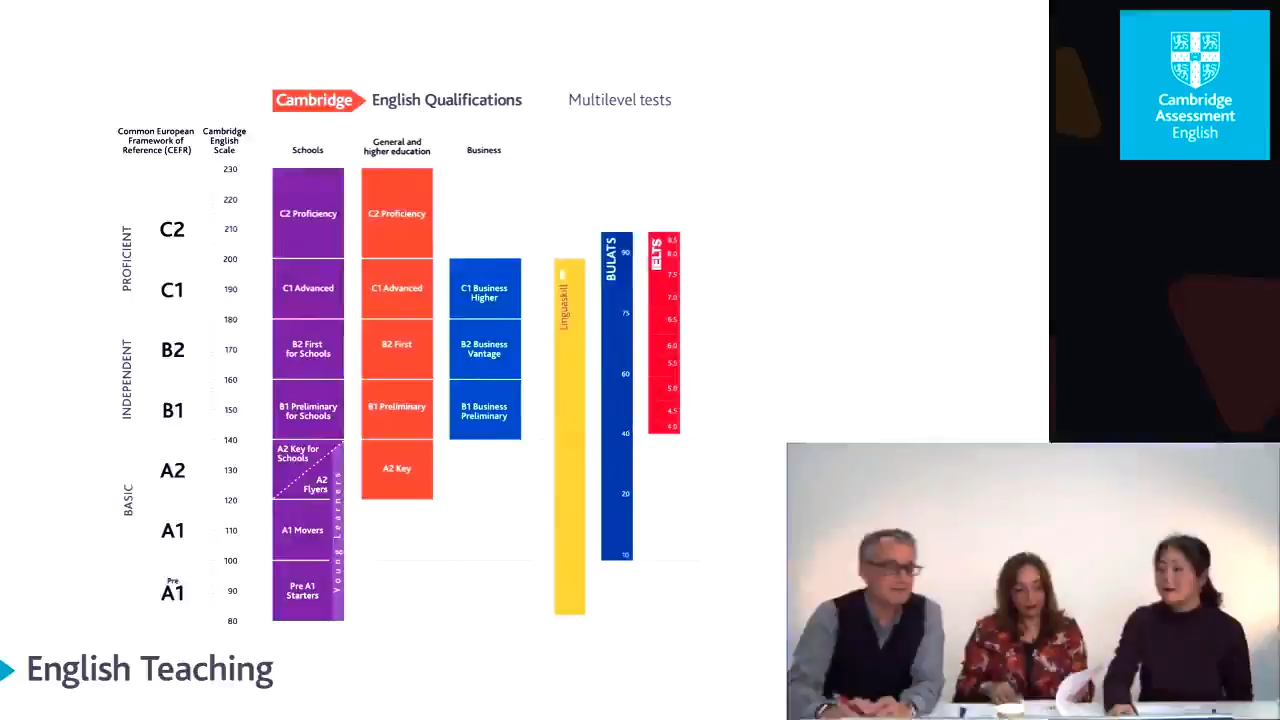 Cambridge English Qualifications Multilevel tests
Cambridge
Assessment
English
Common European
Framework of
Reference (CEFR)
Cambridge
English
Scale
Schools
General and
higher education
Business
230
220
210
200
190
180
170
160
150
140
130
120
110
100
90
80
PROFICIENT
INDEPENDENT
BASIC
C2
C1
B2
B1
A2
A1
Pre
A1
C2 Proficiency
C1 Advanced
B2 First
for Schools
B1 Preliminary
for Schools
A2 Key for
Schools
A2
Flyers
A1 Movers
Pre A1
Starters
Young Learners
C2 Proficiency
C1 Advanced
B2 First
B1 Preliminary
A2 Key
C1 Business
Higher
B2 Business
Vantage
B1 Business
Preliminary
Linguaskill
BULATS
90
75
60
40
20
10
IELTS
8.5
8.0
7.5
7.0
6.5
6.0
5.5
5.0
4.5
4.0
English Teaching